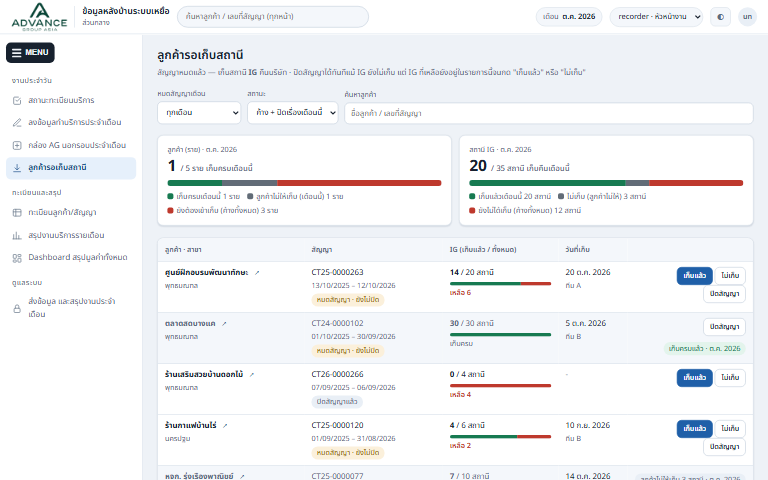 ADVANCE
GROUP ASIA
ข้อมูลหลังบ้านระบบเหยื่อ
ส่วนกลาง
ค้นหาลูกค้า / เลขที่สัญญา (ทุกหน้า)
เดือน ต.ค. 2026
recorder · หัวหน้างาน
มก
MENU
งานประจำวัน
สถานะทะเบียนบริการ
ลงข้อมูลทำบริการประจำเดือน
กล่อง AG นอกรอบประจำเดือน
ลูกค้ารอเก็บสถานี
ทะเบียนและสรุป
ทะเบียนลูกค้า/สัญญา
สรุปงานบริการรายเดือน
Dashboard สรุปมูลค่าทั้งหมด
ดูแลระบบ
ส่งข้อมูล และสรุปงานประจำเดือน
ลูกค้ารอเก็บสถานี
สัญญาหมดแล้ว — เก็บสถานี IG คืนบริษัท · ปิดสัญญาได้ทันทีแม้ IG ยังไม่เก็บ แต่ IG ที่เหลือยังอยู่ในรายการนี้จนกด "เก็บแล้ว" หรือ "ไม่เก็บ"
หมดสัญญาเดือน
สถานะ
ค้นหาลูกค้า
ทุกเดือน
ค้าง + ปิดเรื่องเดือนนี้
ชื่อลูกค้า / เลขที่สัญญา
ลูกค้า (ราย) · ต.ค. 2026
1 / 5 ราย เก็บครบเดือนนี้
เก็บครบเดือนนี้ 1 ราย
ลูกค้าไม่ให้เก็บ (เดือนนี้) 1 ราย
ยังต้องเข้าเก็บ (ค้างทั้งหมด) 3 ราย
สถานี IG · ต.ค. 2026
20 / 35 สถานี เก็บคืนเดือนนี้
เก็บแล้วเดือนนี้ 20 สถานี
ไม่เก็บ (ลูกค้าไม่ให้) 3 สถานี
ยังไม่ได้เก็บ (ค้างทั้งหมด) 12 สถานี
ลูกค้า · สาขา
สัญญา
IG (เก็บแล้ว / ทั้งหมด)
วันที่เก็บ
ศูนย์ฝึกอบรมพัฒนาทักษะ ↗
พุทธมณฑล
CT25-0000263
13/10/2025 – 12/10/2026
หมดสัญญา · ยังไม่ปิด
14 / 20 สถานี
เหลือ 6
20 ต.ค. 2026
ทีม A
เก็บแล้ว
ไม่เก็บ
ปิดสัญญา
ตลาดสดบางแค ↗
พุทธมณฑล
CT24-0000102
01/10/2025 – 30/09/2026
หมดสัญญา · ยังไม่ปิด
30 / 30 สถานี
เก็บครบ
5 ต.ค. 2026
ทีม B
ปิดสัญญา
เก็บครบแล้ว · ต.ค. 2026
ร้านเสริมสวยบ้านดอกไม้ ↗
พุทธมณฑล
CT26-0000266
07/09/2025 – 06/09/2026
ปิดสัญญาแล้ว
0 / 4 สถานี
เหลือ 4
-
เก็บแล้ว
ไม่เก็บ
ร้านกาแฟบ้านไร่ ↗
นครปฐม
CT25-0000120
01/09/2025 – 31/08/2026
หมดสัญญา · ยังไม่ปิด
4 / 6 สถานี
เหลือ 2
10 ก.ย. 2026
ทีม B
เก็บแล้ว
ไม่เก็บ
ปิดสัญญา
หจก. รุ่งเรืองพาณิชย์ ↗
CT25-0000077
7 / 10 สถานี
14 ต.ค. 2026
ลูกค้าไม่ให้เก็บ 3 สถานี · ต.ค. 2026